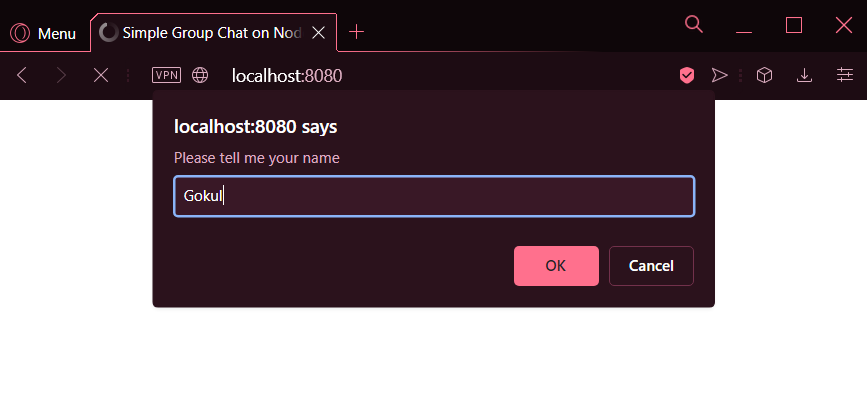 Menu
Simple Group Chat on Nod
VPN
localhost:8080
localhost:8080 says
Please tell me your name
Gokul
OK
Cancel